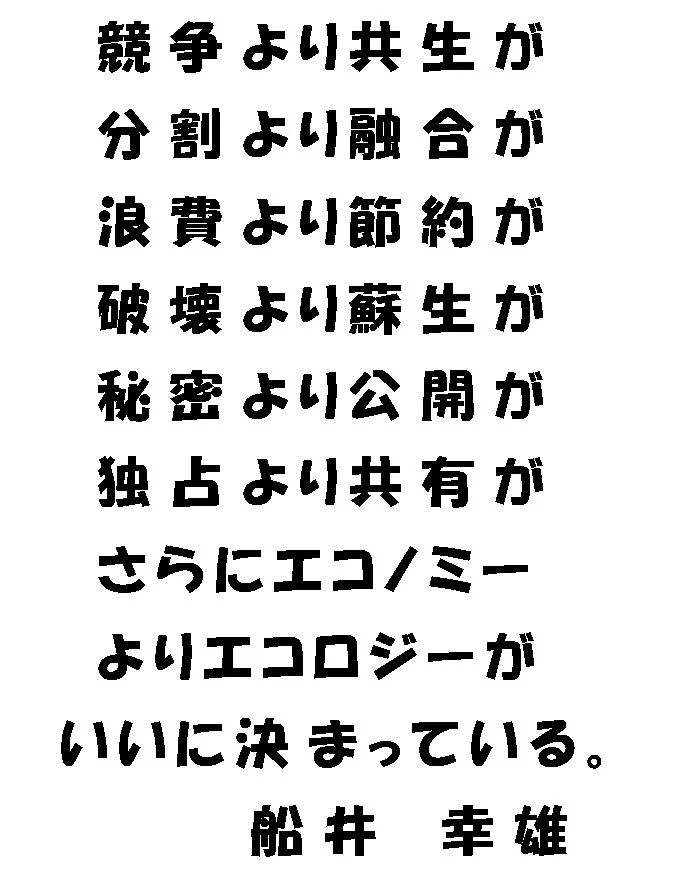 競争より共生が
分割より融合が
浪費より節約が
破壊より蘇生が
秘密より公開が
独占より共有が
さらにエコノミー
よりエコロジーが
いいに決まっている。
船井 幸雄